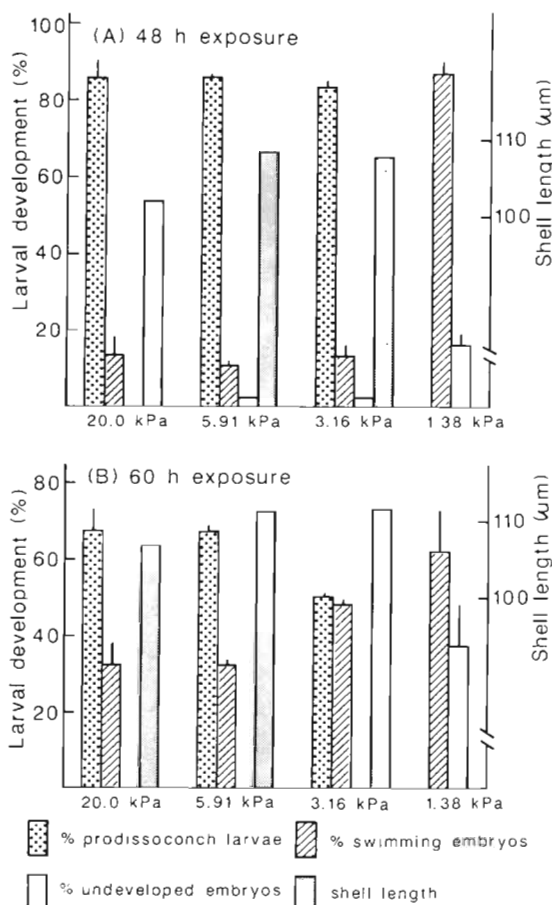 (A) 48 h exposure
Larval development (%)
100
80
60
40
20
Shell length (µm)
110
100
20.0 kPa 5.91 kPa 3.16 kPa 1.38 kPa
(B) 60 h exposure
Larval development (%)
80
60
40
20
Shell length (µm)
110
100
20.0 kPa 5.91 kPa 3.16 kPa 1.38 kPa
% prodissoconch larvae % swimming embryos
% undeveloped embryos shell length